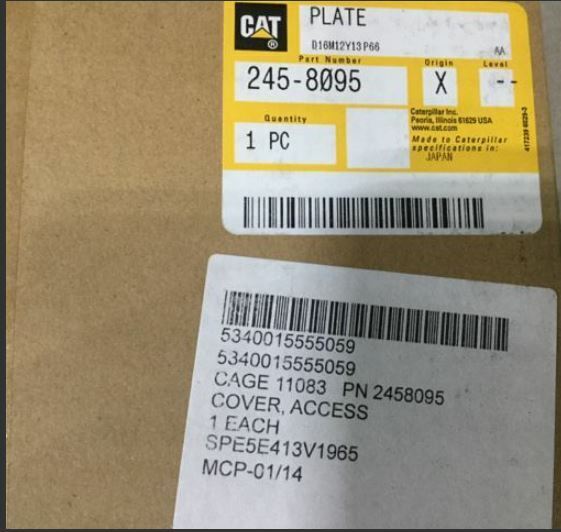 CAT
®
PLATE
D16M12Y13P66
AA
Part Number
Origin
Level
245-8095
X
--
Quantity
Caterpillar Inc.
Peoria, Illinois 61629 USA
www.cat.com
1 PC
Made to Caterpillar
specifications in:
JAPAN
5340015555059
5340015555059
CAGE 11083 PN 2458095
COVER, ACCESS
1 EACH
SPE5E413V1965
MCP-01/14